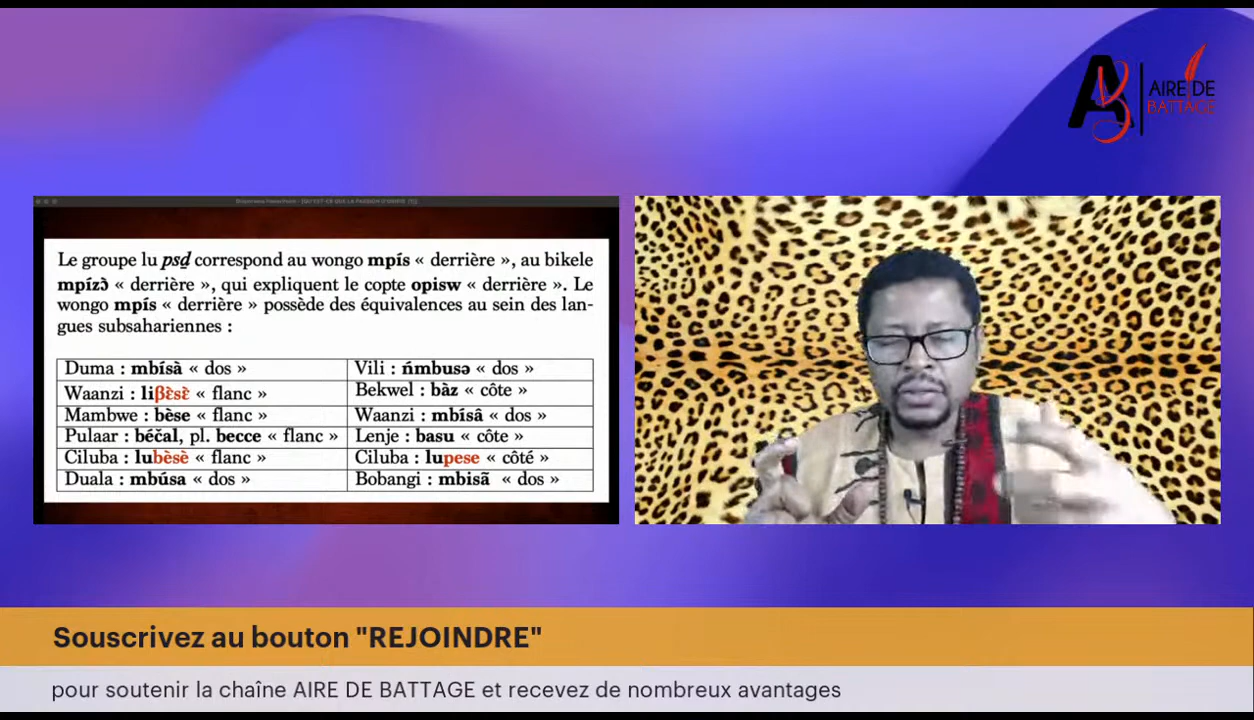 AIRE DE
BATTAGE
Le groupe lu psḏ correspond au wongo mpís « derrière », au bikele
mpízɔ̀ « derrière », qui expliquent le copte opisw « derrière ». Le
wongo mpís « derrière » possède des équivalences au sein des lan-
gues subsahariennes :
Duma : mbísà « dos »
Vili : ńmbusə « dos »
Waanzi : liβɛ̀sɛ̀ « flanc »
Bekwel : bàz « côte »
Mambwe : bèse « flanc »
Waanzi : mbísâ « dos »
Pulaar : béčal, pl. becce « flanc »
Lenje : basu « côte »
Ciluba : lubèsè « flanc »
Ciluba : lupese « côté »
Duala : mbúsa « dos »
Bobangi : mbisã « dos »
Souscrivez au bouton "REJOINDRE"
pour soutenir la chaîne AIRE DE BATTAGE et recevez de nombreux avantages